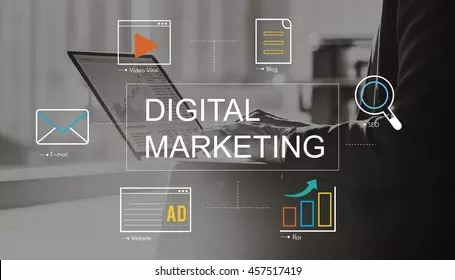 Video Viral
Blog
DIGITAL
MARKETING
SEO
E-mail
AD
Website
Roi
shutterstock.com · 457517419